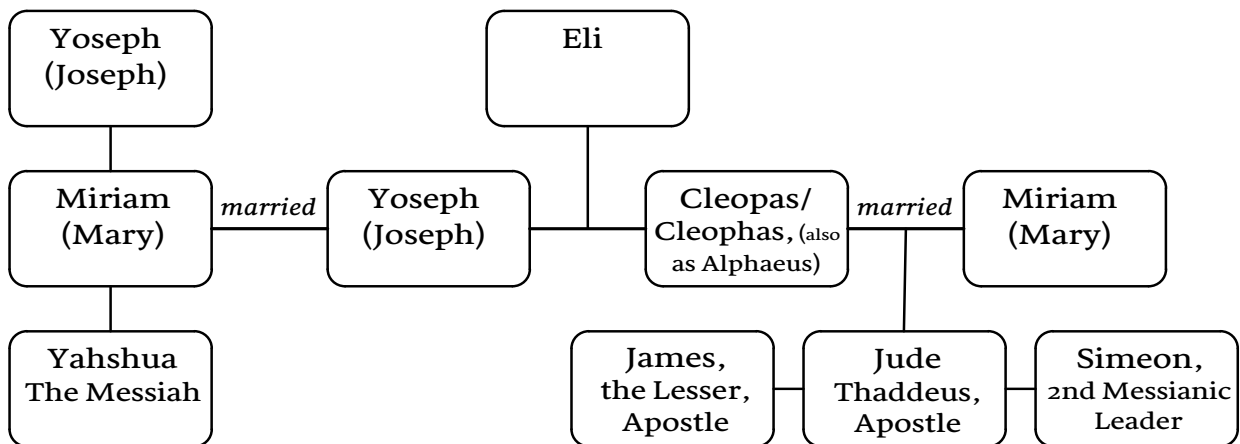 Yoseph
(Joseph)
Eli
Miriam
(Mary)
married
Yoseph
(Joseph)
Cleopas/
Cleophas, (also
as Alphaeus)
married
Miriam
(Mary)
Yahshua
The Messiah
James,
the Lesser,
Apostle
Jude
Thaddeus,
Apostle
Simeon,
2nd Messianic
Leader